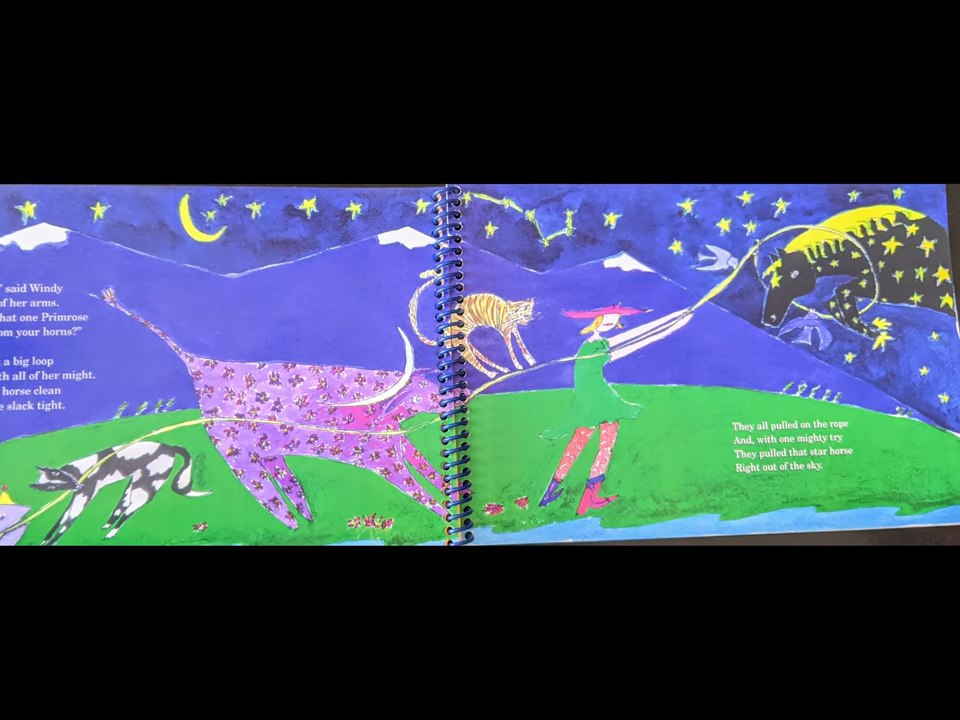 " said Windy
of her arms.
hat one Primrose
om your horns?"
a big loop
th all of her might.
horse clean
e slack tight.
They all pulled on the rope
And, with one mighty try
They pulled that star horse
Right out of the sky.